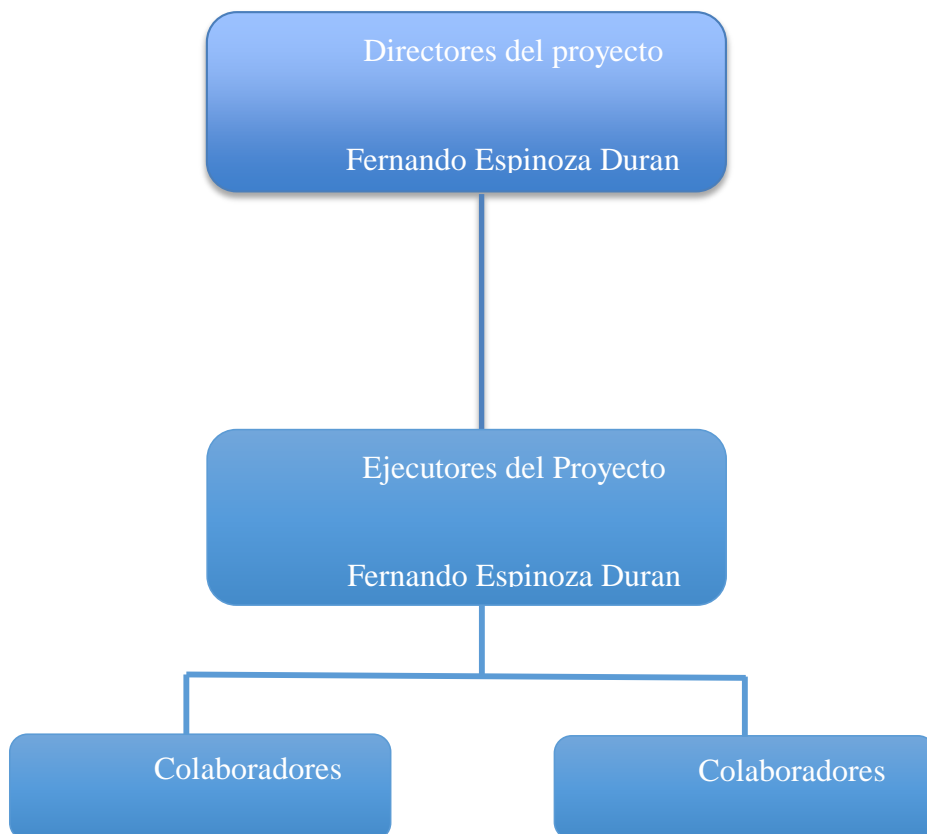 Directores del proyecto
Fernando Espinoza Duran
Ejecutores del Proyecto
Fernando Espinoza Duran
Colaboradores
Colaboradores